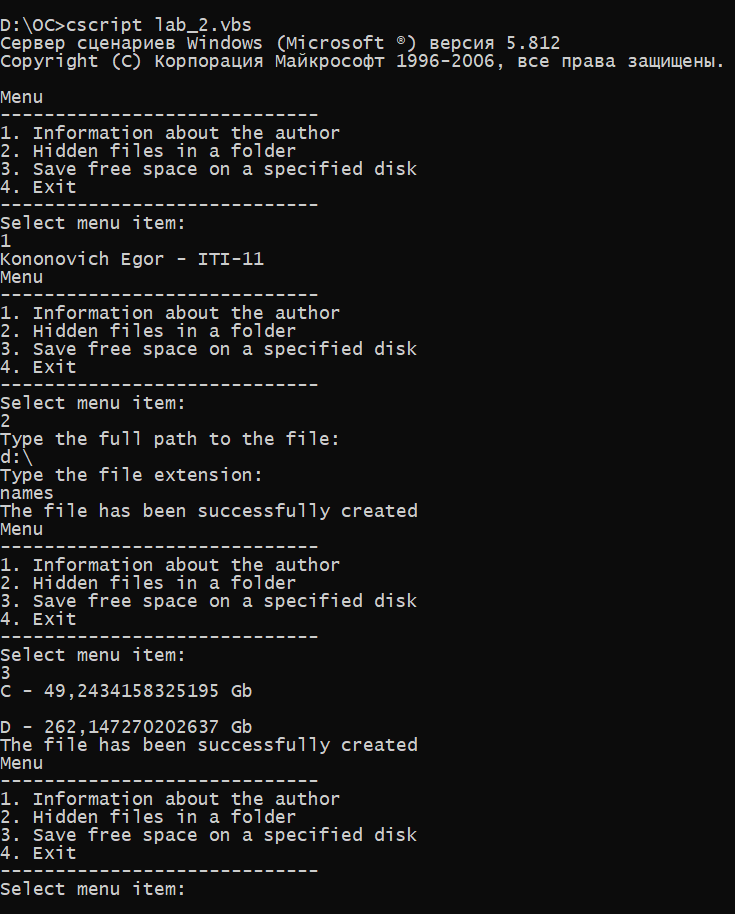 D:\OC>cscript lab_2.vbs
Сервер сценариев Windows (Microsoft ®) версия 5.812
Copyright (C) Корпорация Майкрософт 1996-2006, все права защищены.
Menu
-----------------------------
1. Information about the author
2. Hidden files in a folder
3. Save free space on a specified disk
4. Exit
-----------------------------
Select menu item:
1
Kononovich Egor - ITI-11
Menu
-----------------------------
1. Information about the author
2. Hidden files in a folder
3. Save free space on a specified disk
4. Exit
-----------------------------
Select menu item:
2
Type the full path to the file:
d:\
Type the file extension:
names
The file has been successfully created
Menu
-----------------------------
1. Information about the author
2. Hidden files in a folder
3. Save free space on a specified disk
4. Exit
-----------------------------
Select menu item:
3
C - 49,2434158325195 Gb
D - 262,147270202637 Gb
The file has been successfully created
Menu
-----------------------------
1. Information about the author
2. Hidden files in a folder
3. Save free space on a specified disk
4. Exit
-----------------------------
Select menu item: